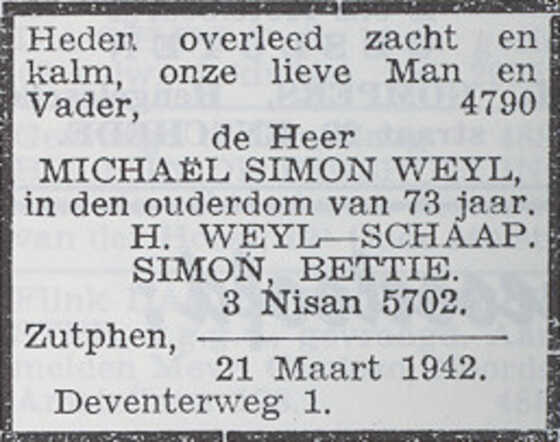 Heden overleed zacht en
kalm, onze lieve Man en
Vader, 4790
de Heer
MICHAËL SIMON WEYL,
in den ouderdom van 73 jaar.
H. WEYL—SCHAAP.
SIMON, BETTIE.
3 Nisan 5702.
Zutphen, ————
21 Maart 1942.
Deventerweg 1.